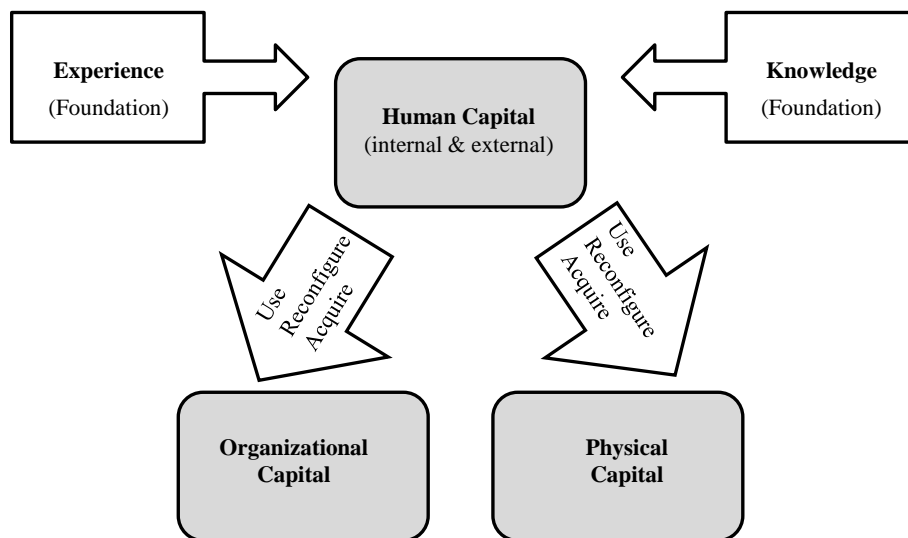 Experience
(Foundation)
Human Capital
(internal & external)
Knowledge
(Foundation)
Use
Reconfigure
Acquire
Use
Reconfigure
Acquire
Organizational
Capital
Physical
Capital